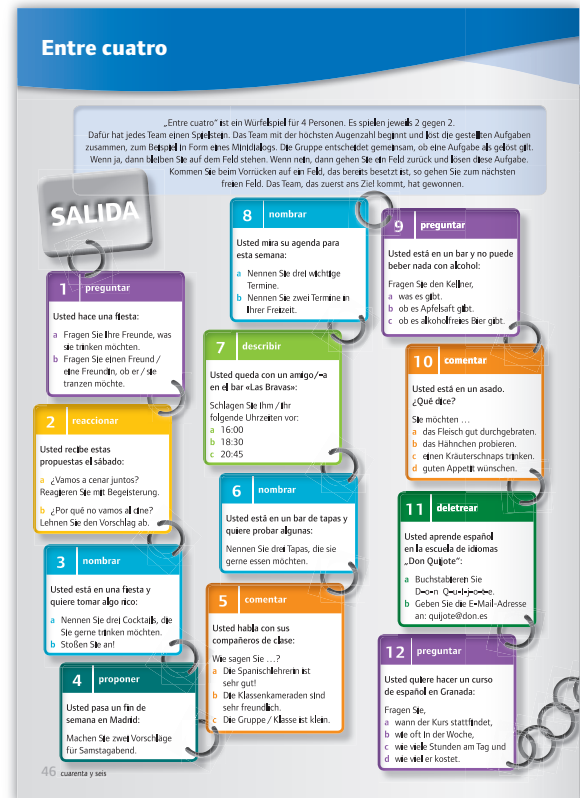 Entre cuatro
„Entre cuatro“ ist ein Würfelspiel für 4 Personen. Es spielen jeweils 2 gegen 2.
Dafür hat jedes Team einen Spielstein. Das Team mit der höchsten Augenzahl beginnt und löst die gestellten Aufgaben
zusammen, zum Beispiel in Form eines Minidialogs. Die Gruppe entscheidet gemeinsam, ob eine Aufgabe als gelöst gilt.
Wenn ja, dann bleiben Sie auf dem Feld stehen. Wenn nein, dann gehen Sie ein Feld zurück und lösen diese Aufgabe.
Kommen Sie beim Vorrücken auf ein Feld, das bereits besetzt ist, so gehen Sie zum nächsten
freien Feld. Das Team, das zuerst ans Ziel kommt, hat gewonnen.
SALIDA
1 preguntar
Usted hace una fiesta:
a Fragen Sie Ihre Freunde, was
sie trinken möchten.
b Fragen Sie einen Freund /
eine Freundin, ob er / sie
tranzen möchte.
2 reaccionar
Usted recibe estas
propuestas el sábado:
a ¿Vamos a cenar juntos?
Reagieren Sie mit Begeisterung.
b ¿Por qué no vamos al cine?
Lehnen Sie den Vorschlag ab.
3 nombrar
Usted está en una fiesta y
quiere tomar algo rico:
a Nennen Sie drei Cocktails, die
Sie gerne trinken möchten.
b Stoßen Sie an!
4 proponer
Usted pasa un fin de
semana en Madrid:
Machen Sie zwei Vorschläge
für Samstagabend.
5 comentar
Usted habla con sus
compañeros de clase:
Wie sagen Sie …?
a Die Spanischlehrerin ist
sehr gut!
b Die Klassenkameraden sind
sehr freundlich.
c Die Gruppe / Klasse ist klein.
6 nombrar
Usted está en un bar de tapas y
quiere probar algunas:
Nennen Sie drei Tapas, die sie
gerne essen möchten.
7 describir
Usted queda con un amigo/-a
en el bar «Las Bravas»:
Schlagen Sie Ihm / Ihr
folgende Uhrzeiten vor:
a 16:00
b 18:30
c 20:45
8 nombrar
Usted mira su agenda para
esta semana:
a Nennen Sie drei wichtige
Termine.
b Nennen Sie zwei Termine in
Ihrer Freizeit.
9 preguntar
Usted está en un bar y no puede
beber nada con alcohol:
Fragen Sie den Kellner,
a was es gibt.
b ob es Apfelsaft gibt.
c ob es alkoholfreies Bier gibt.
10 comentar
Usted está en un asado.
¿Qué dice?
Sie möchten …
a das Fleisch gut durchgebraten.
b das Hähnchen probieren.
c einen Kräuterschnaps trinken.
d guten Appetit wünschen.
11 deletrear
Usted aprende español
en la escuela de idiomas
„Don Quijote“:
a Buchstabieren Sie
D-o-n Q-u-i-j-o-t-e.
b Geben Sie die E-Mail-Adresse
an: quijote@don.es
12 preguntar
Usted quiere hacer un curso
de español en Granada:
Fragen Sie,
a wann der Kurs stattfindet,
b wie oft in der Woche,
c wie viele Stunden am Tag und
d wie viel er kostet.
46 cuarenta y seis